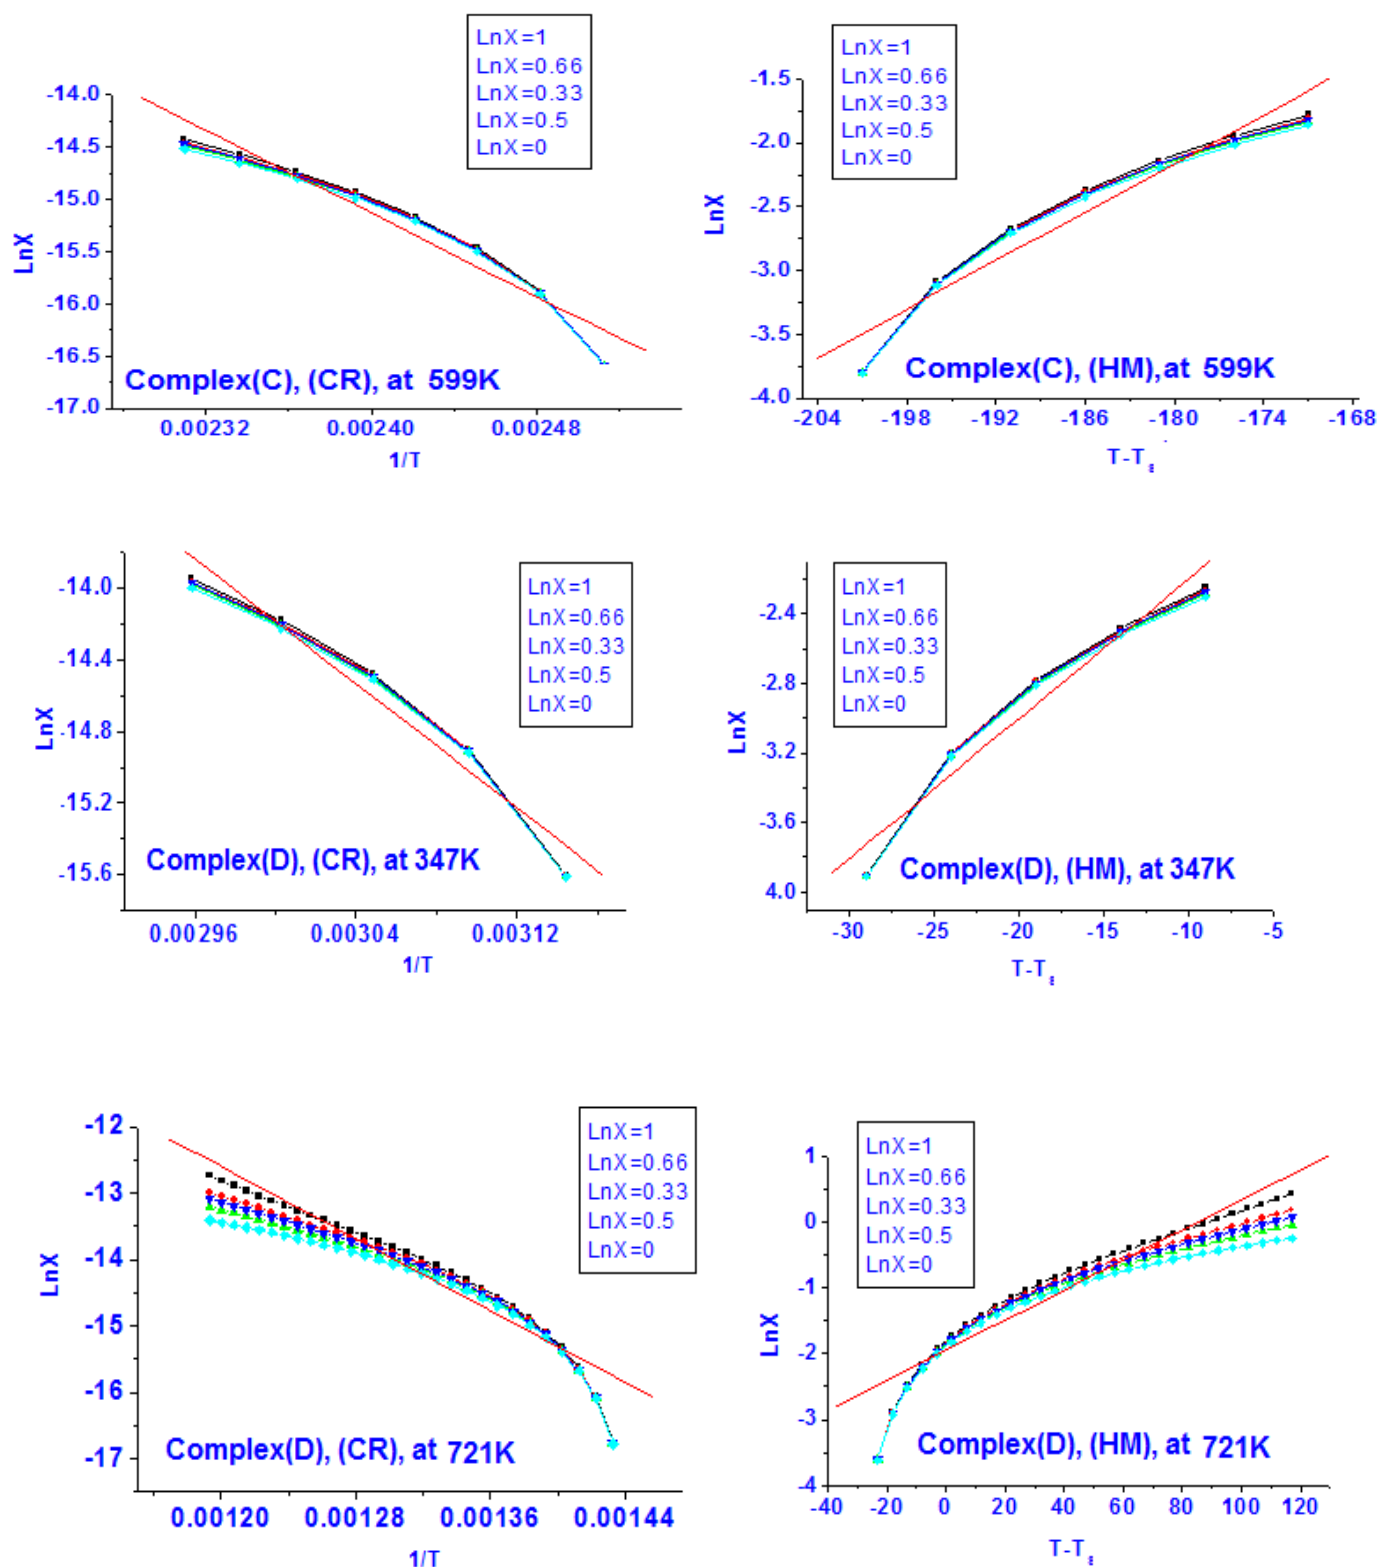 LnX=1
LnX=0.66
LnX=0.33
LnX=0.5
LnX=0
-14.0
-14.5
-15.0
-15.5
-16.0
-16.5
-17.0
LnX
Complex(C), (CR), at 599K
0.00232 0.00240 0.00248
1/T
LnX=1
LnX=0.66
LnX=0.33
LnX=0.5
LnX=0
-1.5
-2.0
-2.5
-3.0
-3.5
-4.0
LnX
Complex(C), (HM),at 599K
-204 -198 -192 -186 -180 -174 -168
T-T
LnX=1
LnX=0.66
LnX=0.33
LnX=0.5
LnX=0
-14.0
-14.4
-14.8
-15.2
-15.6
LnX
Complex(D), (CR), at 347K
0.00296 0.00304 0.00312
1/T
LnX=1
LnX=0.66
LnX=0.33
LnX=0.5
LnX=0
-2.4
-2.8
-3.2
-3.6
4.0
LnX
Complex(D), (HM), at 347K
-30 -25 -20 -15 -10 -5
T-T
LnX=1
LnX=0.66
LnX=0.33
LnX=0.5
LnX=0
-12
-13
-14
-15
-16
-17
LnX
Complex(D), (CR), at 721K
0.00120 0.00128 0.00136 0.00144
1/T
LnX=1
LnX=0.66
LnX=0.33
LnX=0.5
LnX=0
1
0
-1
-2
-3
-4
LnX
Complex(D), (HM), at 721K
-40 -20 0 20 40 60 80 100 120
T-T